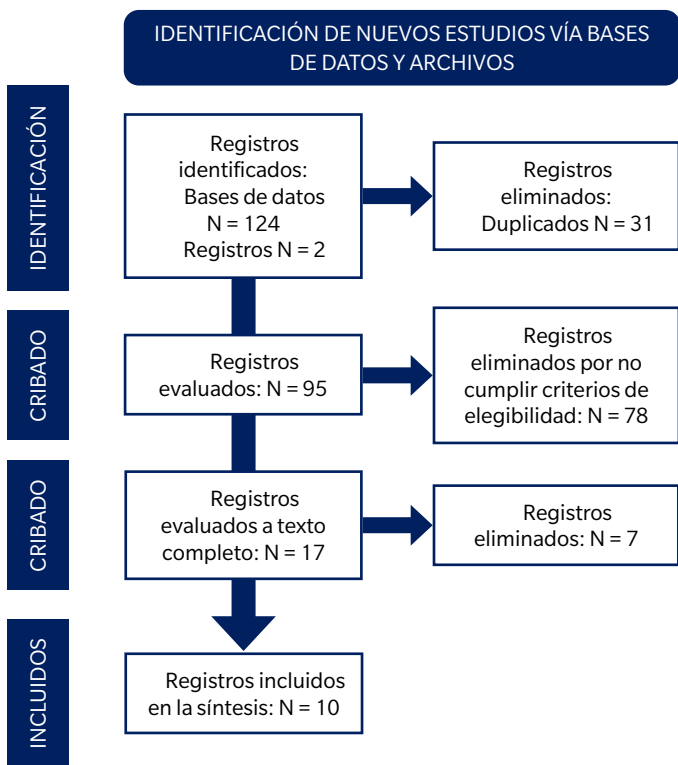 IDENTIFICACIÓN DE NUEVOS ESTUDIOS VÍA BASES
DE DATOS Y ARCHIVOS
IDENTIFICACIÓN
Registros
identificados:
Bases de datos
N = 124
Registros N = 2
Registros
eliminados:
Duplicados N = 31
CRIBADO
Registros
evaluados: N = 95
Registros
eliminados por no
cumplir criterios de
elegibilidad: N = 78
CRIBADO
Registros
evaluados a texto
completo: N = 17
Registros
eliminados: N = 7
INCLUIDOS
Registros incluidos
en la síntesis: N = 10